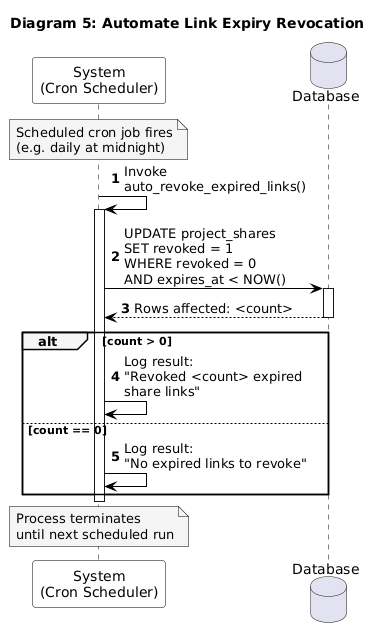 Diagram 5: Automate Link Expiry Revocation
System
(Cron Scheduler)
Database
Scheduled cron job fires
(e.g. daily at midnight)
1 Invoke
auto_revoke_expired_links()
2 UPDATE project_shares
SET revoked = 1
WHERE revoked = 0
AND expires_at < NOW()
3 Rows affected: <count>
alt [count > 0]
4 Log result:
"Revoked <count> expired
share links"
[count == 0]
5 Log result:
"No expired links to revoke"
Process terminates
until next scheduled run
System
(Cron Scheduler)
Database